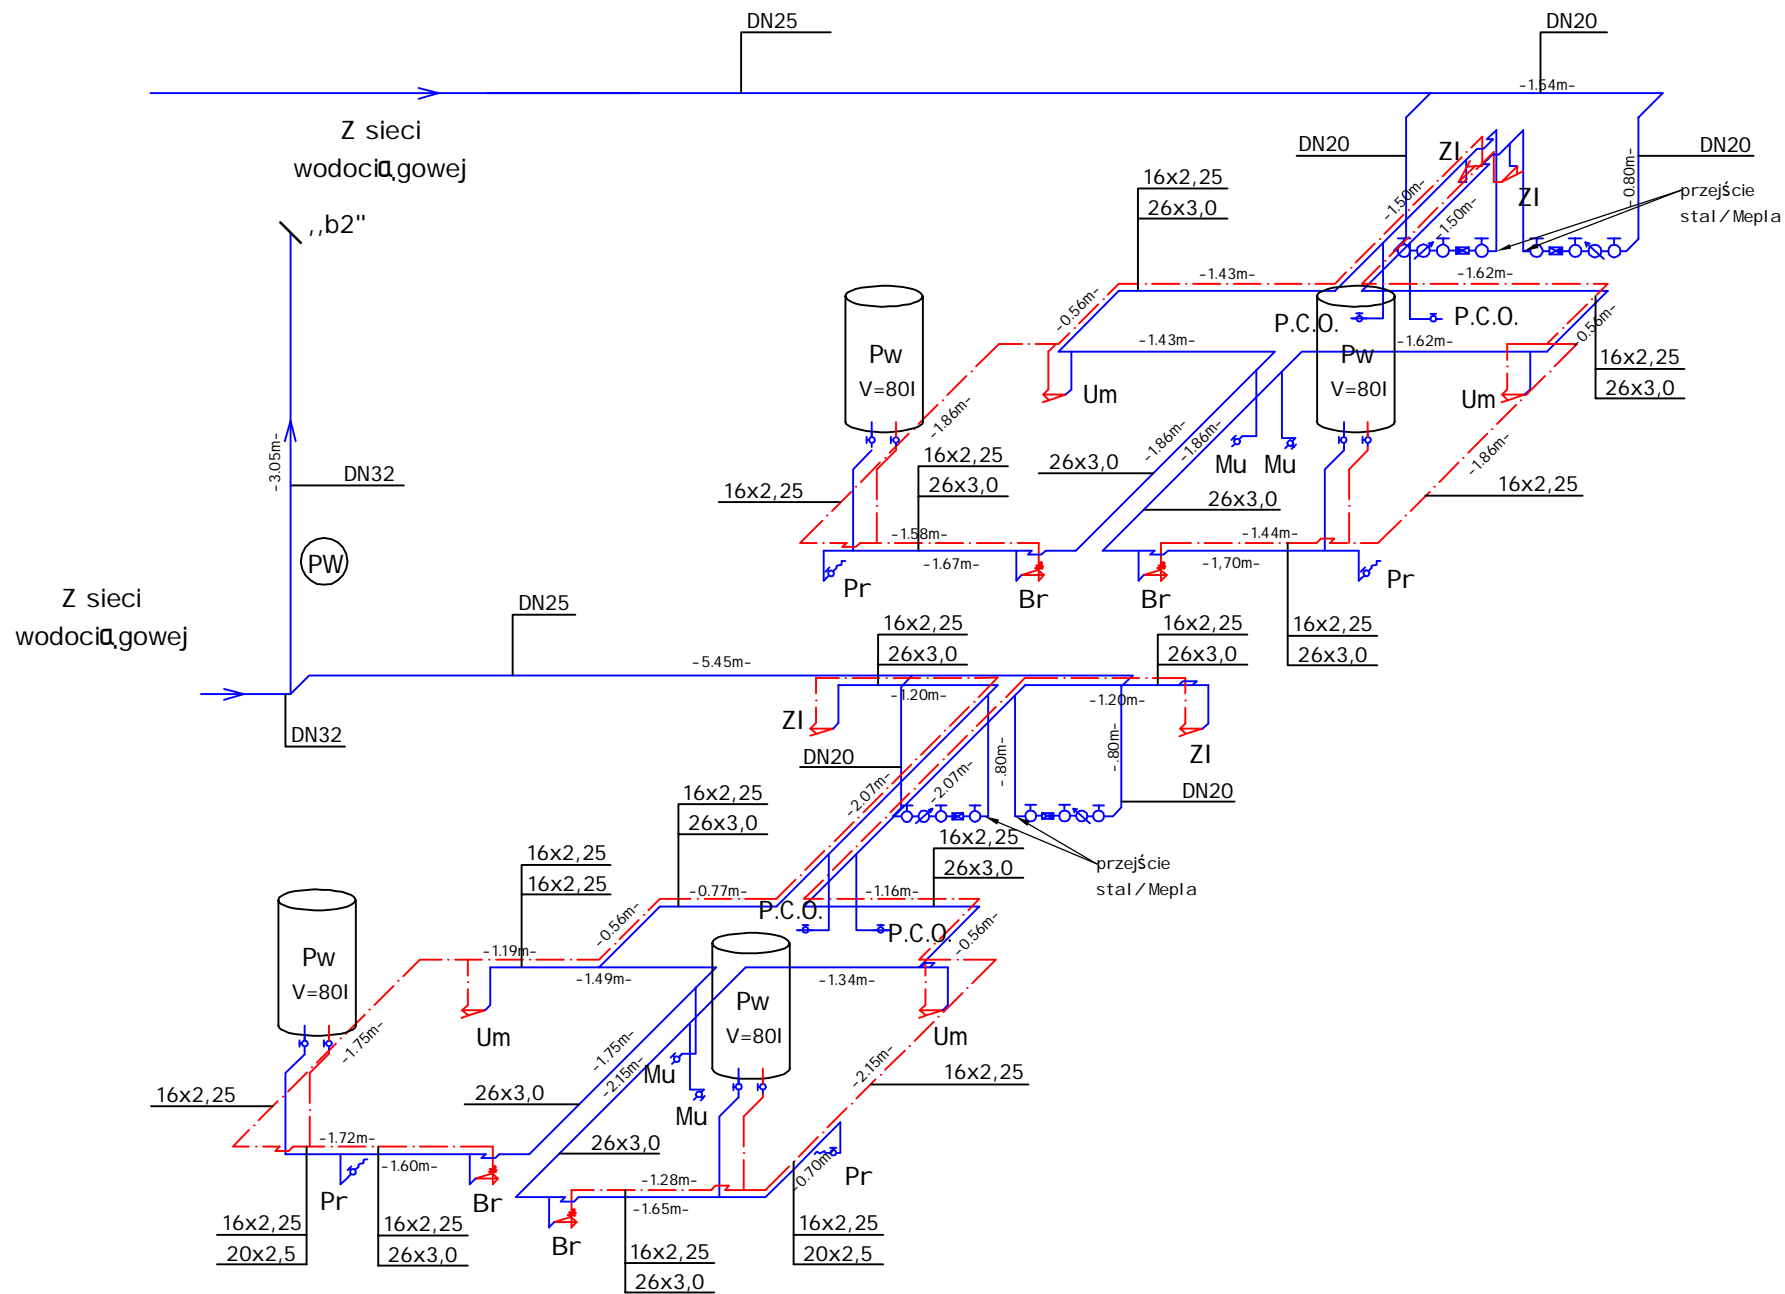 DN25
DN20
-1.54m-
Z sieci
wodociągowej
DN20
Zl
DN20
-0.80m-
przejście
stal/Mepla
Zl
16x2,25
26x3,0
-1.50m-
-1.50m-
,,b2"
-1.43m-
-1.62m-
-0.56m-
P.C.O.
P.C.O.
-0.56m-
-1.43m-
-1.62m-
Pw
V=80l
Pw
V=80l
16x2,25
26x3,0
Um
Um
-1.86m-
-1.86m-
-1.86m-
-1.86m-
-3.05m-
DN32
16x2,25
26x3,0
26x3,0
Mu
Mu
16x2,25
26x3,0
16x2,25
-1.58m-
-1.44m-
-1.67m-
-1,70m-
PW
Pr
Br
Br
Pr
Z sieci
wodociągowej
DN25
16x2,25
26x3,0
16x2,25
26x3,0
16x2,25
26x3,0
-5.45m-
-1.20m-
-1.20m-
Zl
Zl
DN32
DN20
-.80m-
-.80m-
DN20
-2.07m-
-2.07m-
16x2,25
26x3,0
16x2,25
26x3,0
przejście
stal/Mepla
16x2,25
16x2,25
-0.77m-
-1.16m-
P.C.O.
P.C.O.
-0.56m-
-0.56m-
-1.19m-
-1.49m-
-1.34m-
Pw
V=80l
Pw
V=80l
Um
Um
-1.75m-
-1.75m-
-2.15m-
-2.15m-
Mu
Mu
16x2,25
26x3,0
16x2,25
26x3,0
-1.72m-
-1.60m-
Pr
Br
-1.28m-
-1.65m-
-0.70m-
Pr
Br
16x2,25
20x2,5
16x2,25
26x3,0
16x2,25
26x3,0
16x2,25
20x2,5